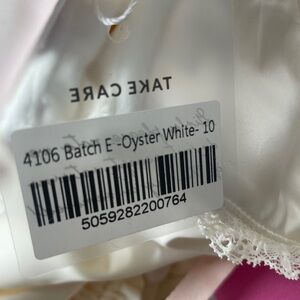 TAKE CARE
4106 Batch E -Oyster White- 10
5059282200764